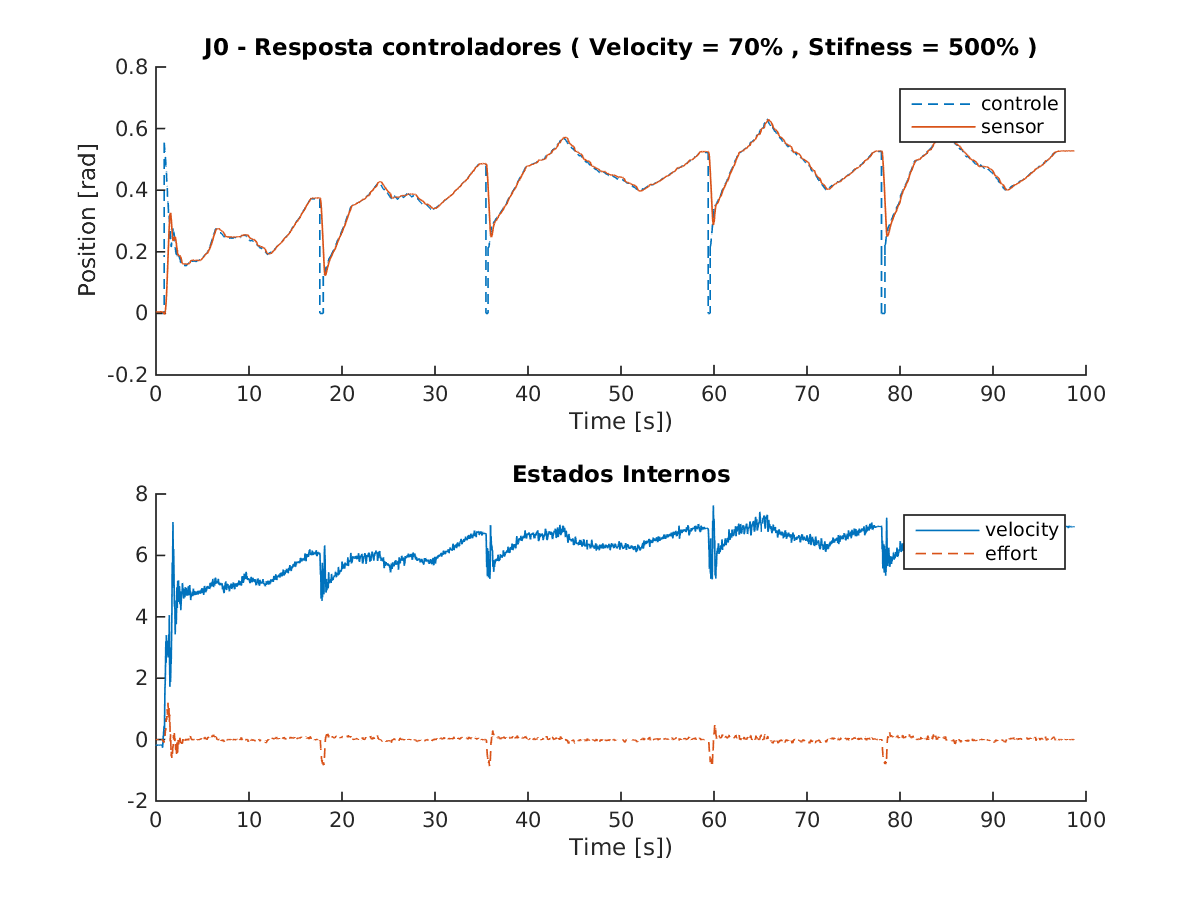 J0 - Resposta controladores ( Velocity = 70% , Stifness = 500% )
0.8
0.6
0.4
0.2
0
-0.2
Position [rad]
controle
sensor
0 10 20 30 40 50 60 70 80 90 100
Time [s])
Estados Internos
8
6
4
2
0
-2
velocity
effort
0 10 20 30 40 50 60 70 80 90 100
Time [s])